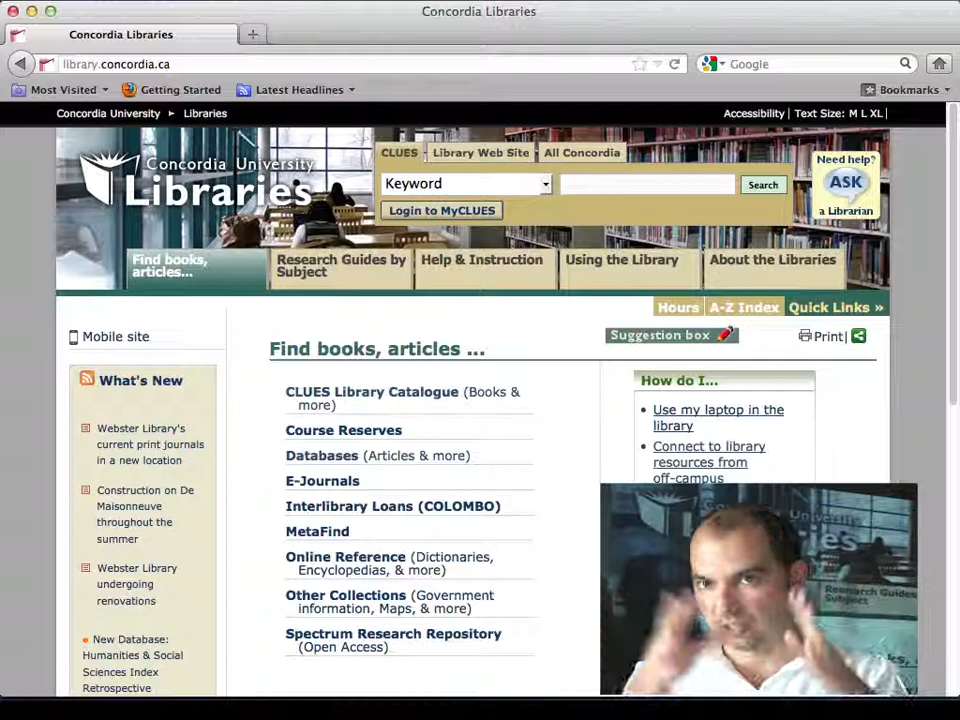 Concordia Libraries
Concordia Libraries
library.concordia.ca
Google
Most Visited
Getting Started
Latest Headlines
Bookmarks
Concordia University ► Libraries
Accessibility | Text Size: M L XL |
Concordia University
Libraries
CLUES
Library Web Site
All Concordia
Keyword
Search
Login to MyCLUES
Need help?
ASK
a Librarian
Find books,
articles...
Research Guides by
Subject
Help & Instruction
Using the Library
About the Libraries
Hours
A-Z Index
Quick Links »
Mobile site
Suggestion box
Print|
What's New
Webster Library's
current print journals
in a new location
Construction on De
Maisonneuve
throughout the
summer
Webster Library
undergoing
renovations
New Database:
Humanities & Social
Sciences Index
Retrospective
Find books, articles ...
CLUES Library Catalogue (Books &
more)
Course Reserves
Databases (Articles & more)
E-Journals
Interlibrary Loans (COLOMBO)
MetaFind
Online Reference (Dictionaries,
Encyclopedias, & more)
Other Collections (Government
information, Maps, & more)
Spectrum Research Repository
(Open Access)
How do I...
Use my laptop in the
library
Connect to library
resources from
off-campus
Research Guides
Subject